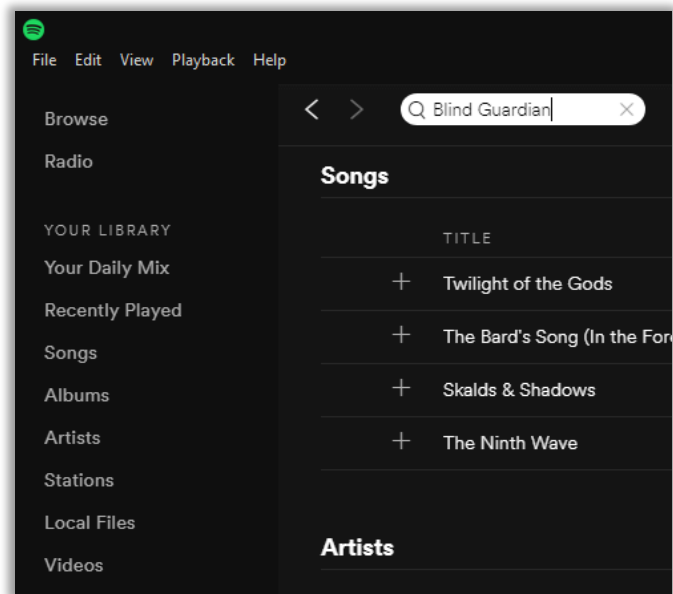 File Edit View Playback Help
Blind Guardian
Browse
Radio
YOUR LIBRARY
Your Daily Mix
Recently Played
Songs
Albums
Artists
Stations
Local Files
Videos
Songs
TITLE
Twilight of the Gods
The Bard's Song (In the
Skalds & Shadows
The Ninth Wave
Artists